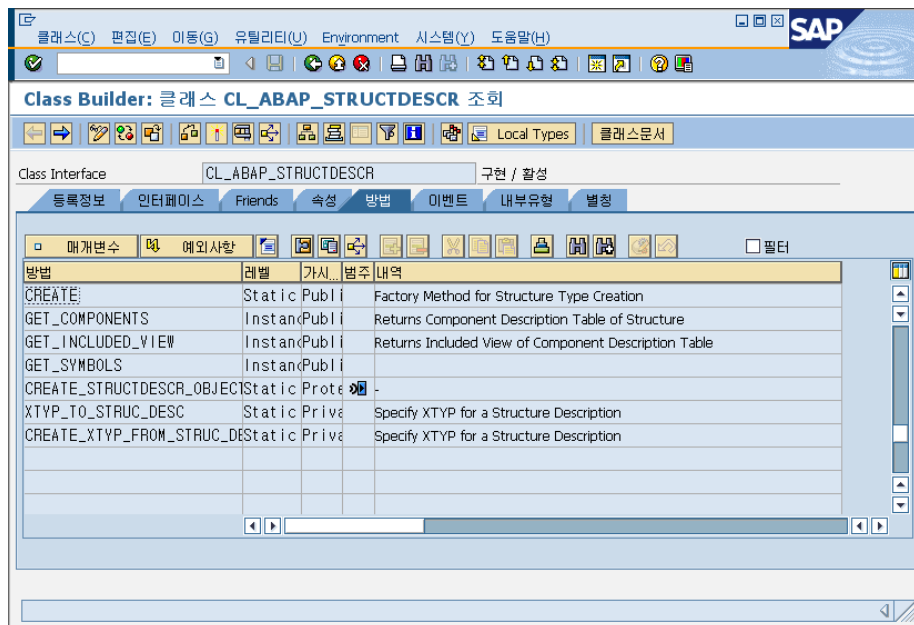 클래스(C) 편집(E) 이동(G) 유틸리티(U) Environment 시스템(Y) 도움말(H)
SAP
Class Builder: 클래스 CL_ABAP_STRUCTDESCR 조회
Local Types 클래스문서
Class Interface CL_ABAP_STRUCTDESCR 구현 / 활성
등록정보 인터페이스 Friends 속성 방법 이벤트 내부유형 별칭
매개변수 예외사항 필터
방법 레벨 가시... 범주 내역
CREATE Static Publi Factory Method for Structure Type Creation
GET_COMPONENTS Instan Publi Returns Component Description Table of Structure
GET_INCLUDED_VIEW Instan Publi Returns Included View of Component Description Table
GET_SYMBOLS Instan Publi
CREATE_STRUCTDESCR_OBJECT Static Prote -
XTYP_TO_STRUC_DESC Static Priva Specify XTYP for a Structure Description
CREATE_XTYP_FROM_STRUC_DE Static Priva Specify XTYP for a Structure Description